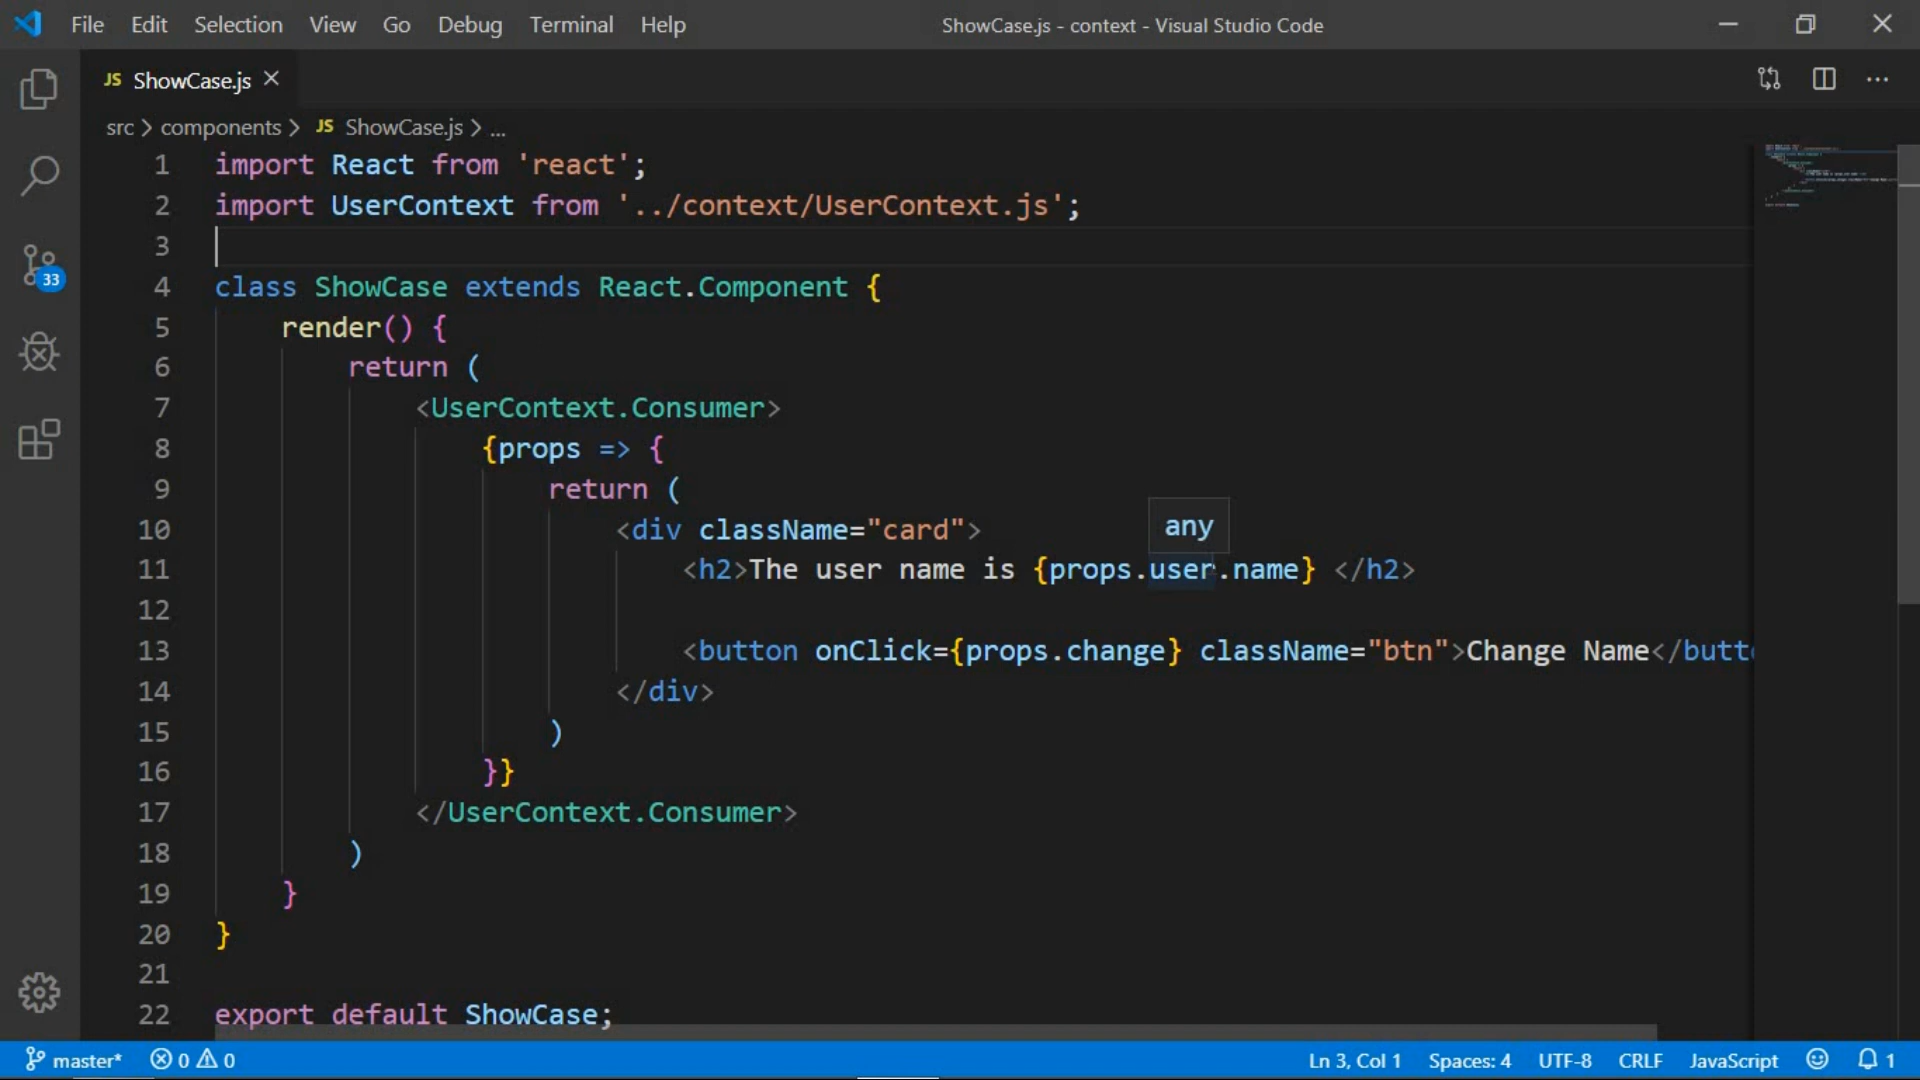 File Edit Selection View Go Debug Terminal Help ShowCase.js - context - Visual Studio Code
JS ShowCase.js
src > components > JS ShowCase.js > ...
1 import React from 'react';
2 import UserContext from '../context/UserContext.js';
3
4 class ShowCase extends React.Component {
5 render() {
6 return (
7 <UserContext.Consumer>
8 {props => {
9 return (
10 <div className="card">
any
11 <h2>The user name is {props.user.name} </h2>
12
13 <button onClick={props.change} className="btn">Change Name</butto
14 </div>
15 )
16 }}
17 </UserContext.Consumer>
18 )
19 }
20 }
21
22 export default ShowCase;
33
master* 0 0 Ln 3, Col 1 Spaces: 4 UTF-8 CRLF JavaScript 1